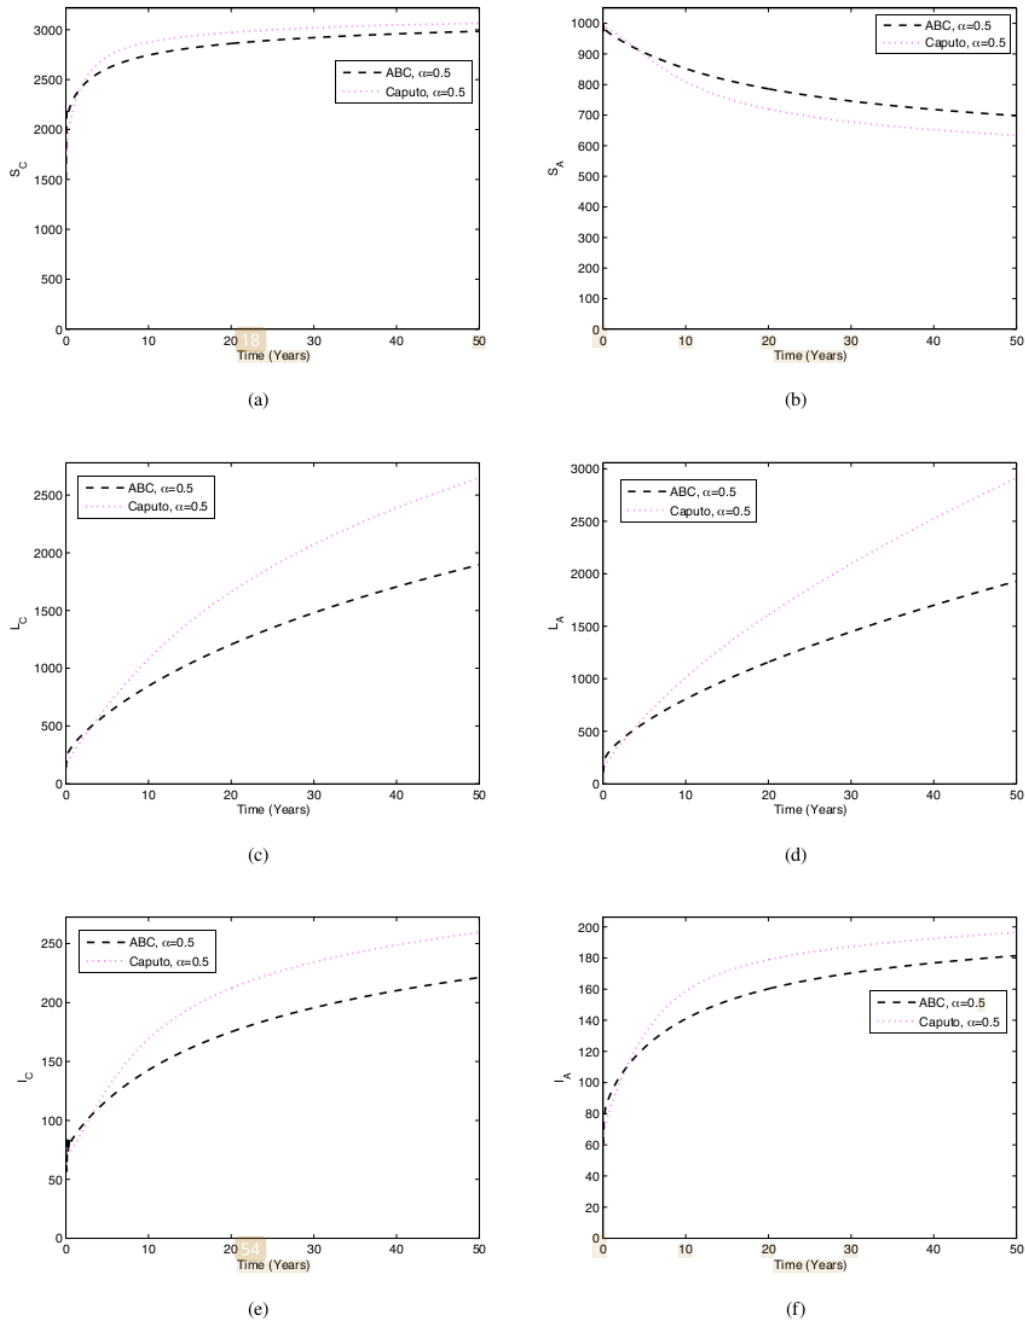 3000
2500
2000
1500
1000
500
0
S_C
ABC, α=0.5
Caputo, α=0.5
0 10 20 18 30 40 50
Time (Years)
(a)
1000
900
800
700
600
500
400
300
200
100
0
S_A
ABC, α=0.5
Caputo, α=0.5
0 10 20 30 40 50
Time (Years)
(b)
2500
2000
1500
1000
500
0
L_C
ABC, α=0.5
Caputo, α=0.5
0 10 20 30 40 50
Time (Years)
(c)
3000
2500
2000
1500
1000
500
0
L_A
ABC, α=0.5
Caputo, α=0.5
0 10 20 30 40 50
Time (Years)
(d)
250
200
150
100
50
0
I_C
ABC, α=0.5
Caputo, α=0.5
0 10 20 54 30 40 50
Time (Years)
(e)
200
180
160
140
120
100
80
60
40
20
0
I_A
ABC, α=0.5
Caputo, α=0.5
0 10 20 30 40 50
Time (Years)
(f)